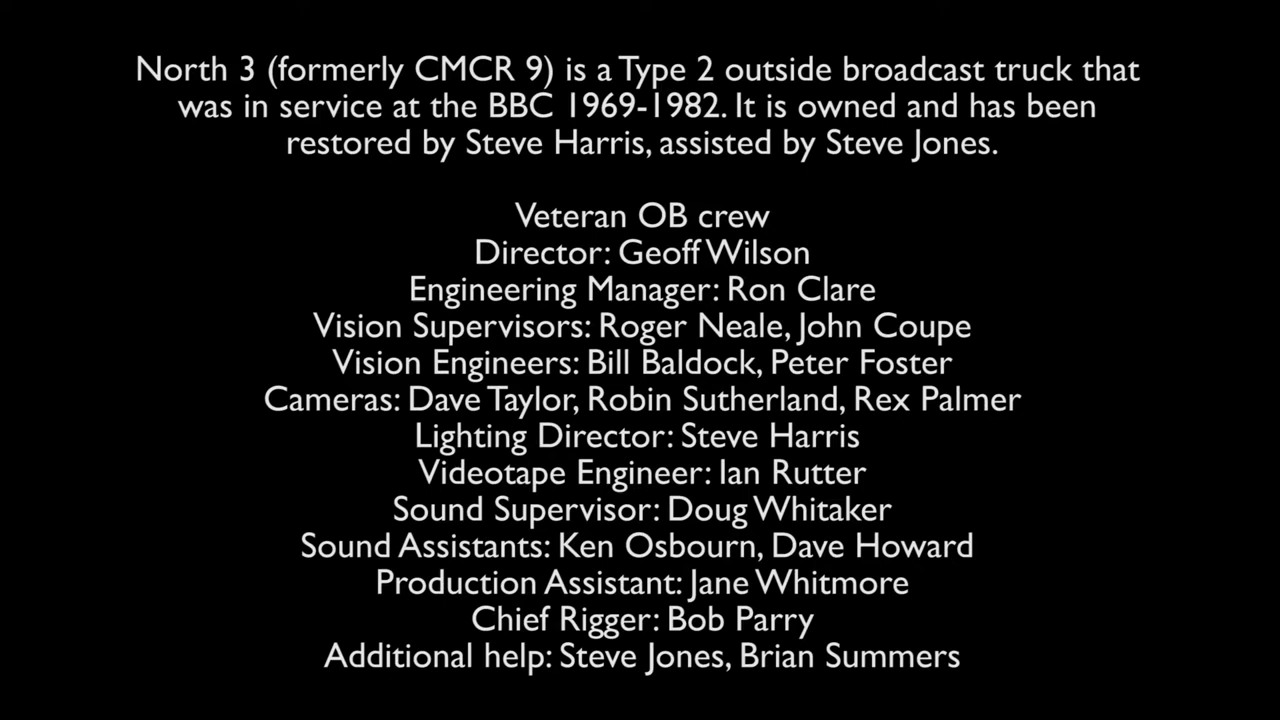 North 3 (formerly CMCR 9) is a Type 2 outside broadcast truck that
was in service at the BBC 1969-1982. It is owned and has been
restored by Steve Harris, assisted by Steve Jones.
Veteran OB crew
Director: Geoff Wilson
Engineering Manager: Ron Clare
Vision Supervisors: Roger Neale, John Coupe
Vision Engineers: Bill Baldock, Peter Foster
Cameras: Dave Taylor, Robin Sutherland, Rex Palmer
Lighting Director: Steve Harris
Videotape Engineer: Ian Rutter
Sound Supervisor: Doug Whitaker
Sound Assistants: Ken Osbourn, Dave Howard
Production Assistant: Jane Whitmore
Chief Rigger: Bob Parry
Additional help: Steve Jones, Brian Summers